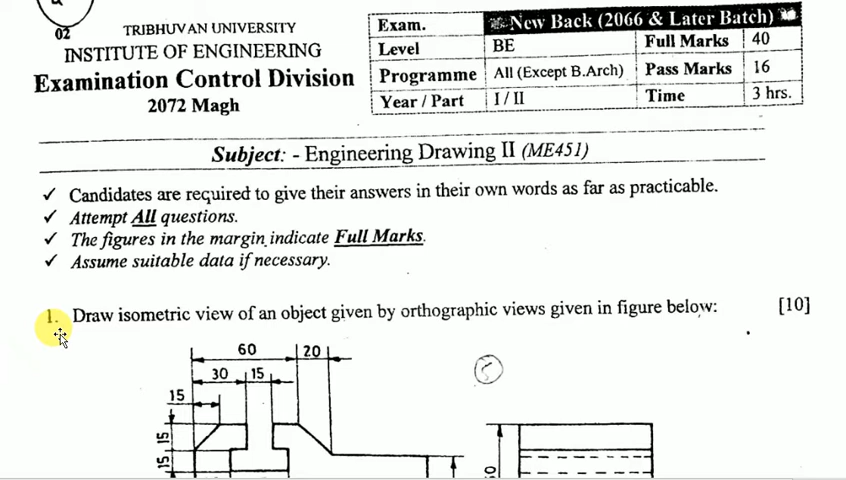 02
TRIBHUVAN UNIVERSITY
INSTITUTE OF ENGINEERING
Examination Control Division
2072 Magh
Exam. New Back (2066 & Later Batch)
Level BE Full Marks 40
Programme All (Except B.Arch) Pass Marks 16
Year / Part I / II Time 3 hrs.
Subject: - Engineering Drawing II (ME451)
✓ Candidates are required to give their answers in their own words as far as practicable.
✓ Attempt All questions.
✓ The figures in the margin indicate Full Marks.
✓ Assume suitable data if necessary.
1. Draw isometric view of an object given by orthographic views given in figure below: [10]
60 20
30 15
15
15
15